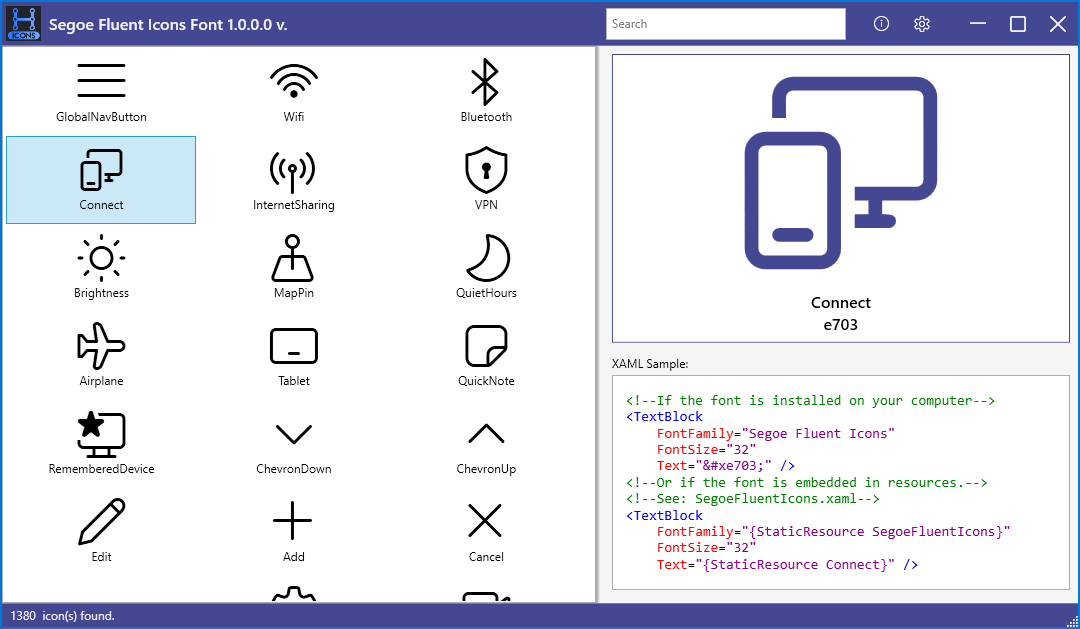 ICONS
Segoe Fluent Icons Font 1.0.0.0 v.
Search
GlobalNavButton
Wifi
Bluetooth
Connect
InternetSharing
VPN
Brightness
MapPin
QuietHours
Airplane
Tablet
QuickNote
RememberedDevice
ChevronDown
ChevronUp
Edit
Add
Cancel
Connect
e703
XAML Sample:
<!--If the font is installed on your computer-->
<TextBlock
FontFamily="Segoe Fluent Icons"
FontSize="32"
Text="&#xe703;" />
<!--Or if the font is embedded in resources.-->
<!--See: SegoeFluentIcons.xaml-->
<TextBlock
FontFamily="{StaticResource SegoeFluentIcons}"
FontSize="32"
Text="{StaticResource Connect}" />
1380 icon(s) found.